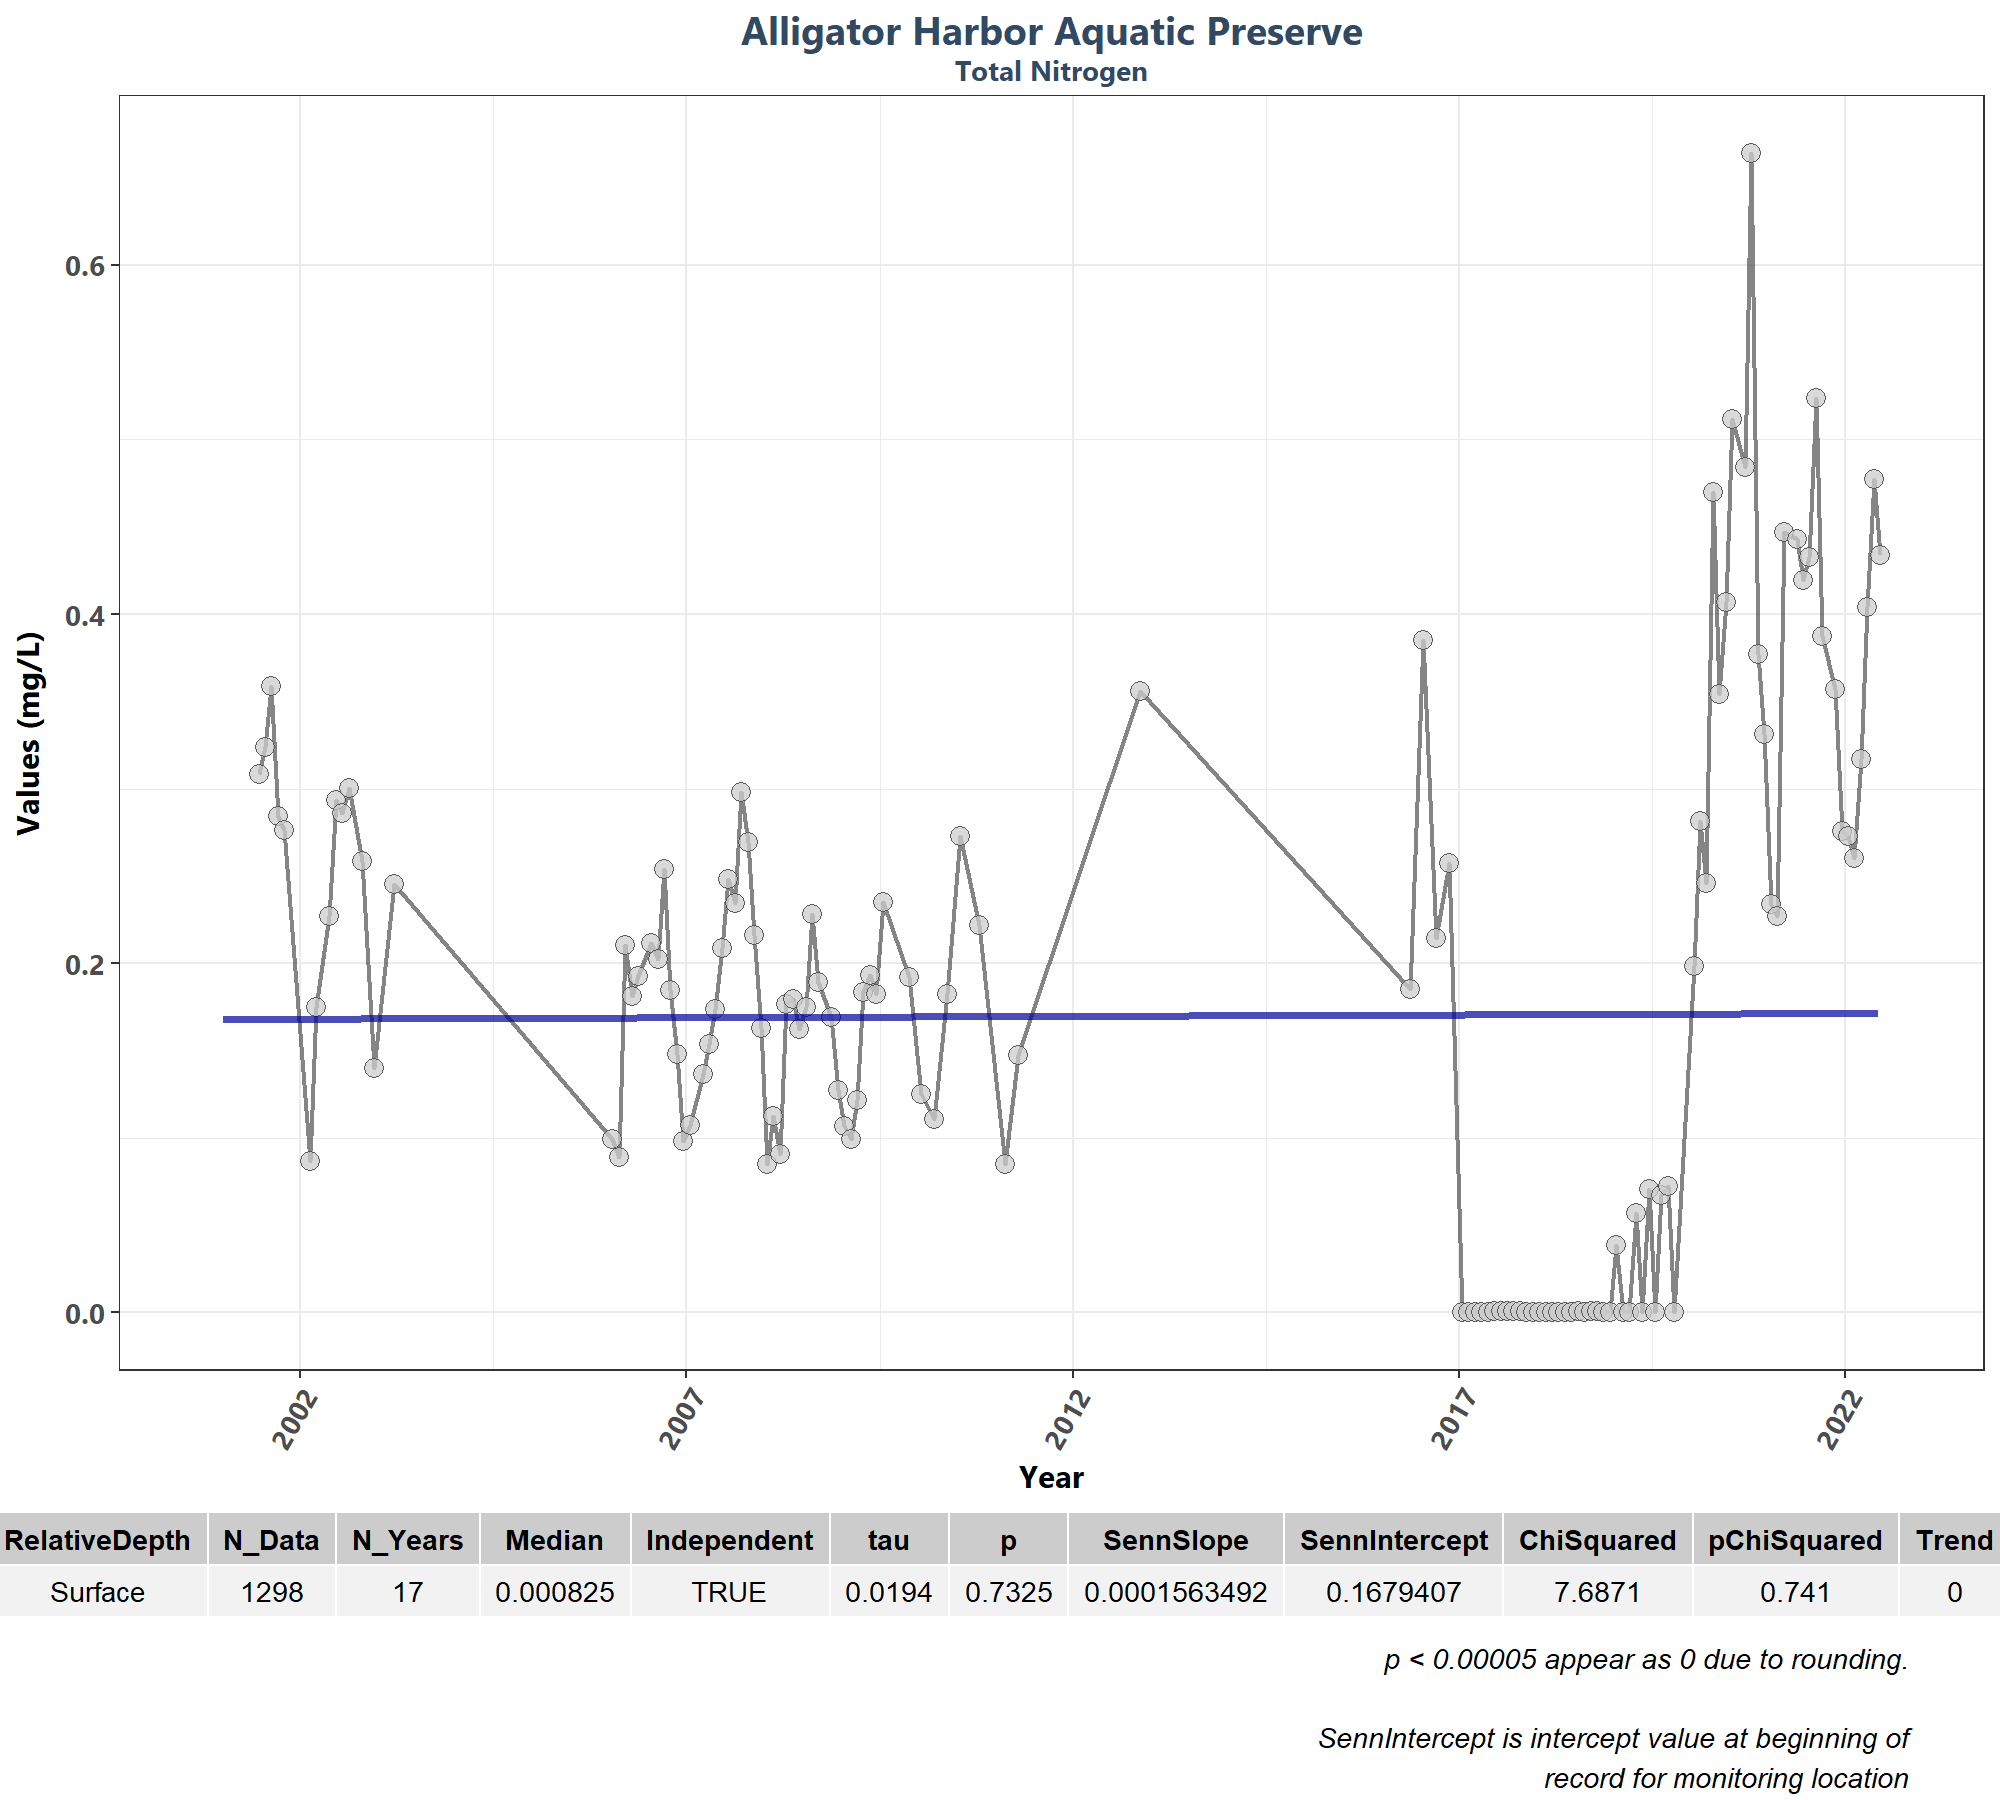 Alligator Harbor Aquatic Preserve
Total Nitrogen
Values (mg/L)
0.6
0.4
0.2
0.0
2002 2007 2012 2017 2022
Year
RelativeDepth N_Data N_Years Median Independent tau p SennSlope SennIntercept ChiSquared pChiSquared Trend
Surface 1298 17 0.000825 TRUE 0.0194 0.7325 0.0001563492 0.1679407 7.6871 0.741 0
p < 0.00005 appear as 0 due to rounding.
SennIntercept is intercept value at beginning of
record for monitoring location